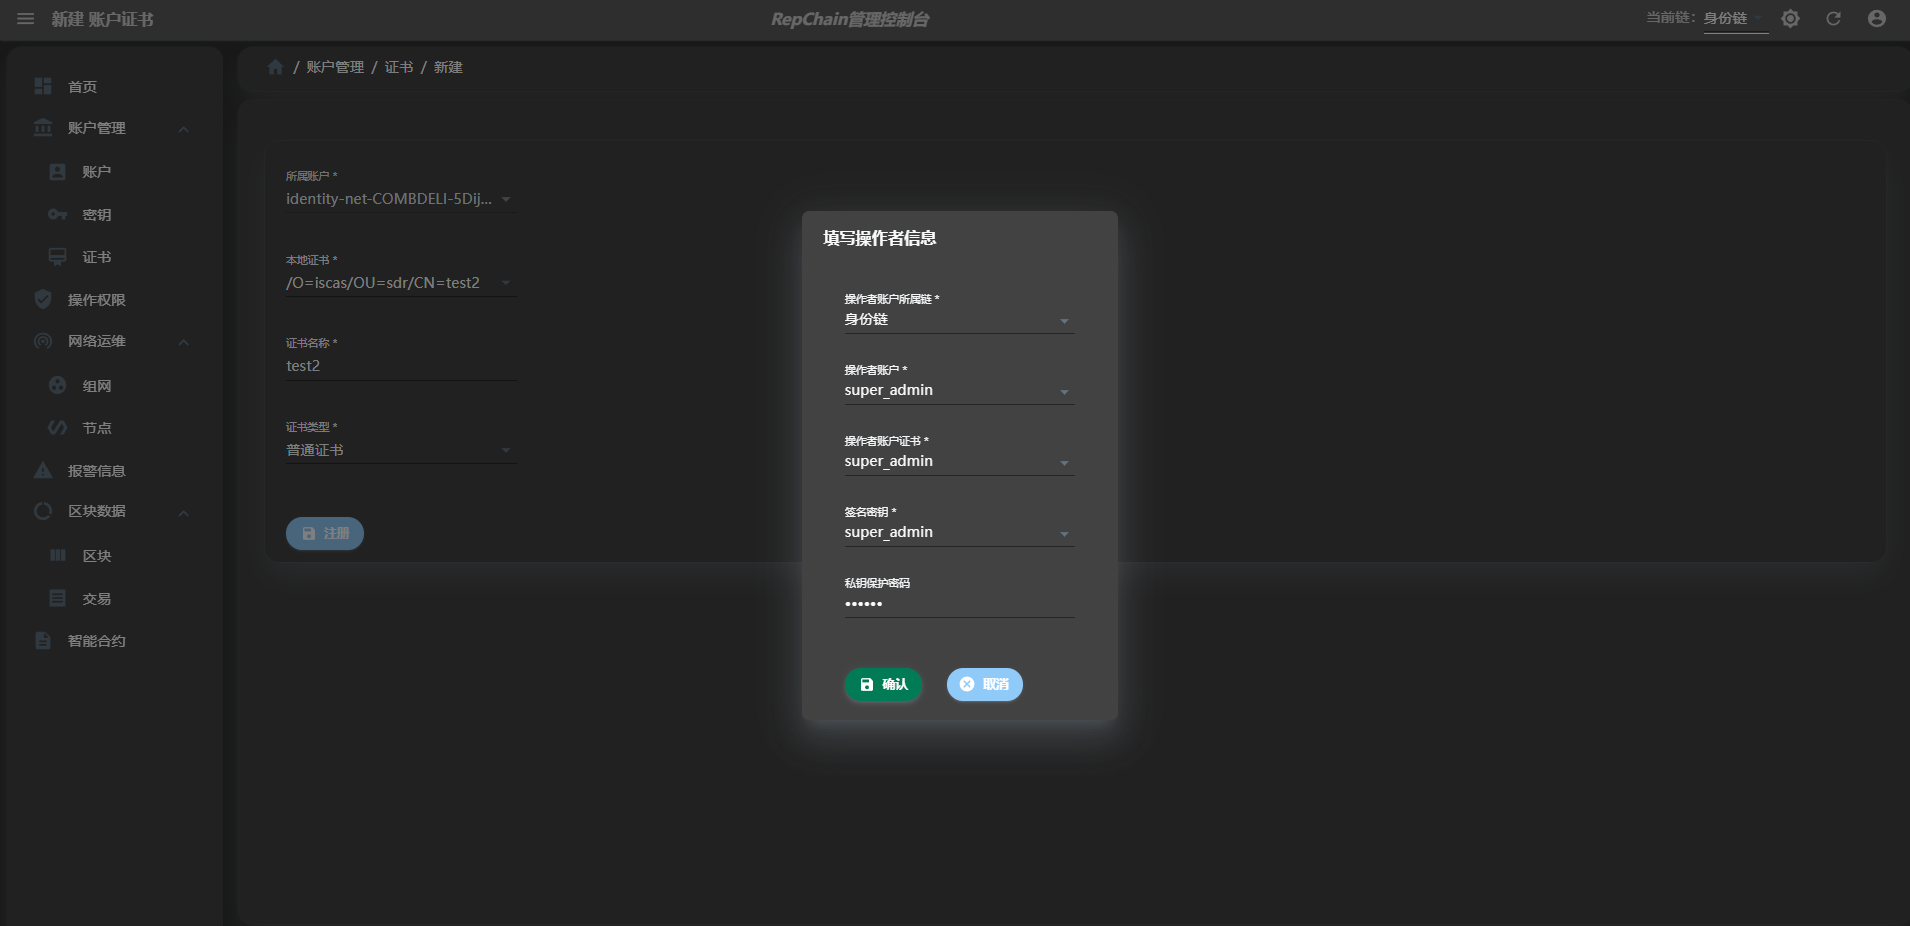 新建 账户证书
RepChain管理控制台
当前链: 身份链
首页
账户管理
账户
密钥
证书
操作权限
网络运维
组网
节点
报警信息
区块数据
区块
交易
智能合约
/ 账户管理 / 证书 / 新建
所属账户 *
identity-net-COMBDELI-5Dij...
本地证书 *
/O=iscas/OU=sdr/CN=test2
证书名称 *
test2
证书类型 *
普通证书
注册
填写操作者信息
操作者账户所属链 *
身份链
操作者账户 *
super_admin
操作者账户证书 *
super_admin
签名密钥 *
super_admin
私钥保护密码
••••••
确认
取消